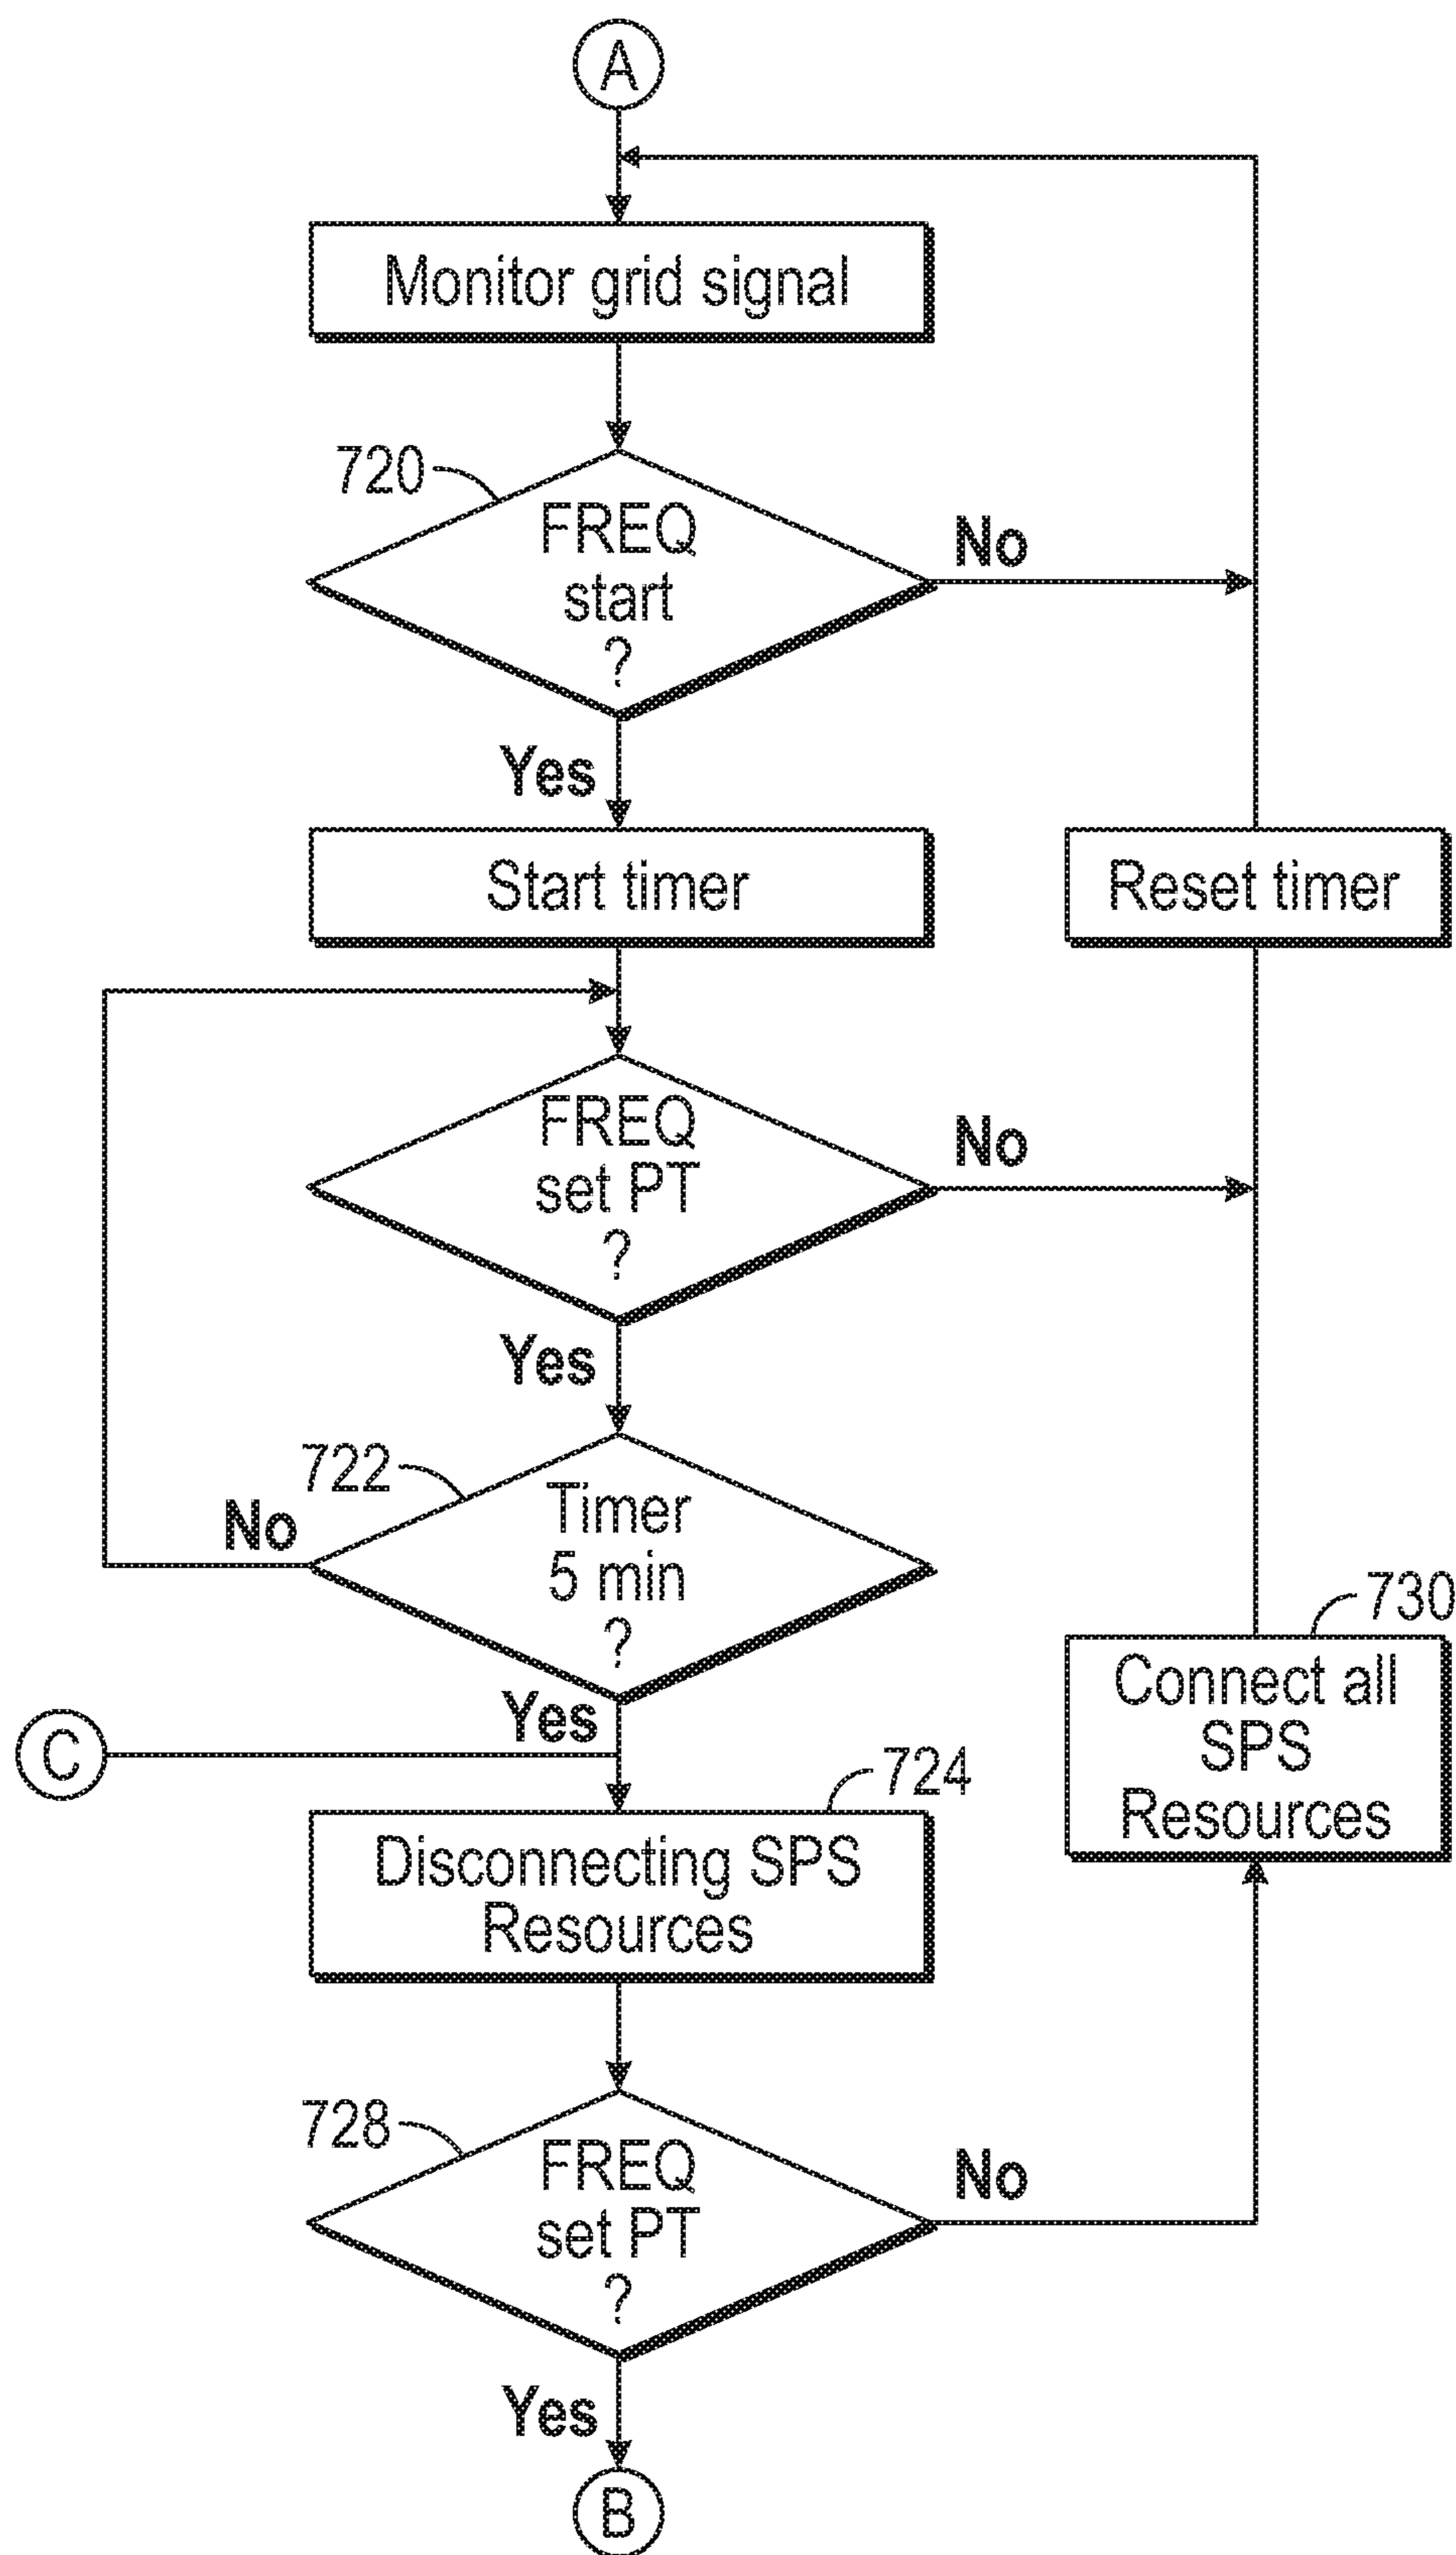 A
Monitor grid signal
720
FREQ
start
?
No
Yes
Start timer
Reset timer
FREQ
set PT
?
No
Yes
722
Timer
5 min
?
No
Yes
C
724
Disconnecting SPS
Resources
730
Connect all
SPS
Resources
728
FREQ
set PT
?
No
Yes
B